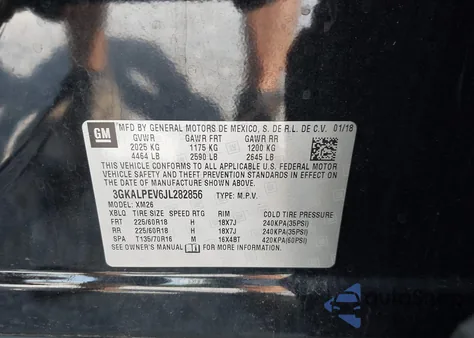 GM
MFD BY GENERAL MOTORS DE MEXICO, S. DE R.L. DE C.V. 01/18
GVWR GAWR FRT GAWR RR
2025 KG 1175 KG 1200 KG
4464 LB 2590 LB 2645 LB
THIS VEHICLE CONFORMS TO ALL APPLICABLE U.S. FEDERAL
MOTOR VEHICLE SAFETY AND THEFT PREVENTION STANDARDS IN
EFFECT ON THE DATE OF MANUFACTURE SHOWN ABOVE.
3GKALPEV6JL282856 TYPE: M.P.V.
MODEL: XM26
XBLQ TIRE SIZE SPEED RTG RIM COLD TIRE PRESSURE
FRT 225/60R18 H 18X7J 240KPA(35PSI)
RR 225/60R18 H 18X7J 240KPA(35PSI)
SPA T135/70R16 M 16X4BT 420KPA(60PSI)
SEE OWNER'S MANUAL FOR MORE INFORMATION.